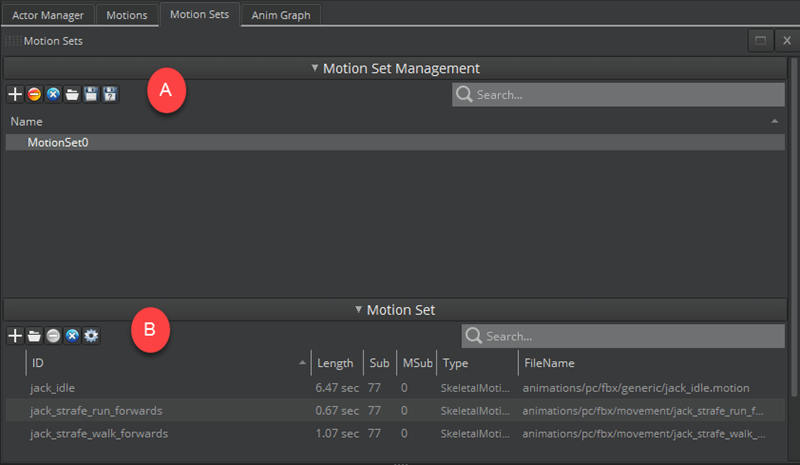 Actor Manager Motions Motion Sets Anim Graph
Motion Sets
Motion Set Management
A
Search...
Name
MotionSet0
Motion Set
B
Search...
ID Length Sub MSub Type FileName
jack_idle 6.47 sec 77 0 SkeletalMoti... animations/pc/fbx/generic/jack_idle.motion
jack_strafe_run_forwards 0.67 sec 77 0 SkeletalMoti... animations/pc/fbx/movement/jack_strafe_run_f...
jack_strafe_walk_forwards 1.07 sec 77 0 SkeletalMoti... animations/pc/fbx/movement/jack_strafe_walk_...